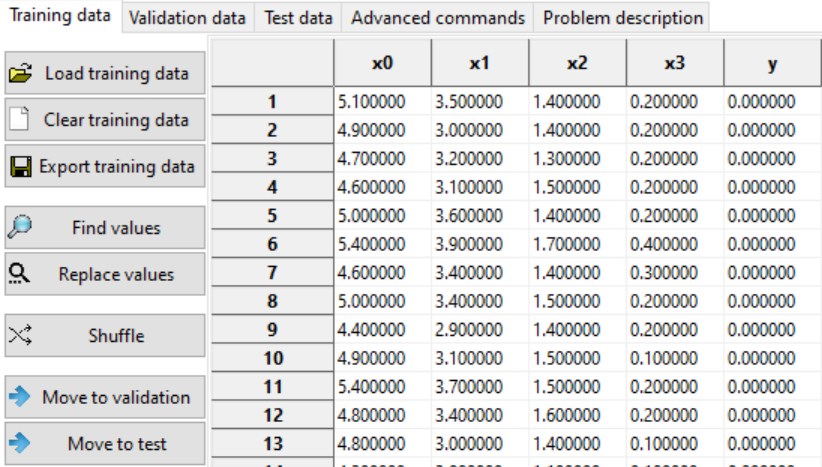 Training data Validation data Test data Advanced commands Problem description
Load training data
Clear training data
Export training data
Find values
Replace values
Shuffle
Move to validation
Move to test
x0 x1 x2 x3 y
1 5.100000 3.500000 1.400000 0.200000 0.000000
2 4.900000 3.000000 1.400000 0.200000 0.000000
3 4.700000 3.200000 1.300000 0.200000 0.000000
4 4.600000 3.100000 1.500000 0.200000 0.000000
5 5.000000 3.600000 1.400000 0.200000 0.000000
6 5.400000 3.900000 1.700000 0.400000 0.000000
7 4.600000 3.400000 1.400000 0.300000 0.000000
8 5.000000 3.400000 1.500000 0.200000 0.000000
9 4.400000 2.900000 1.400000 0.200000 0.000000
10 4.900000 3.100000 1.500000 0.100000 0.000000
11 5.400000 3.700000 1.500000 0.200000 0.000000
12 4.800000 3.400000 1.600000 0.200000 0.000000
13 4.800000 3.000000 1.400000 0.100000 0.000000